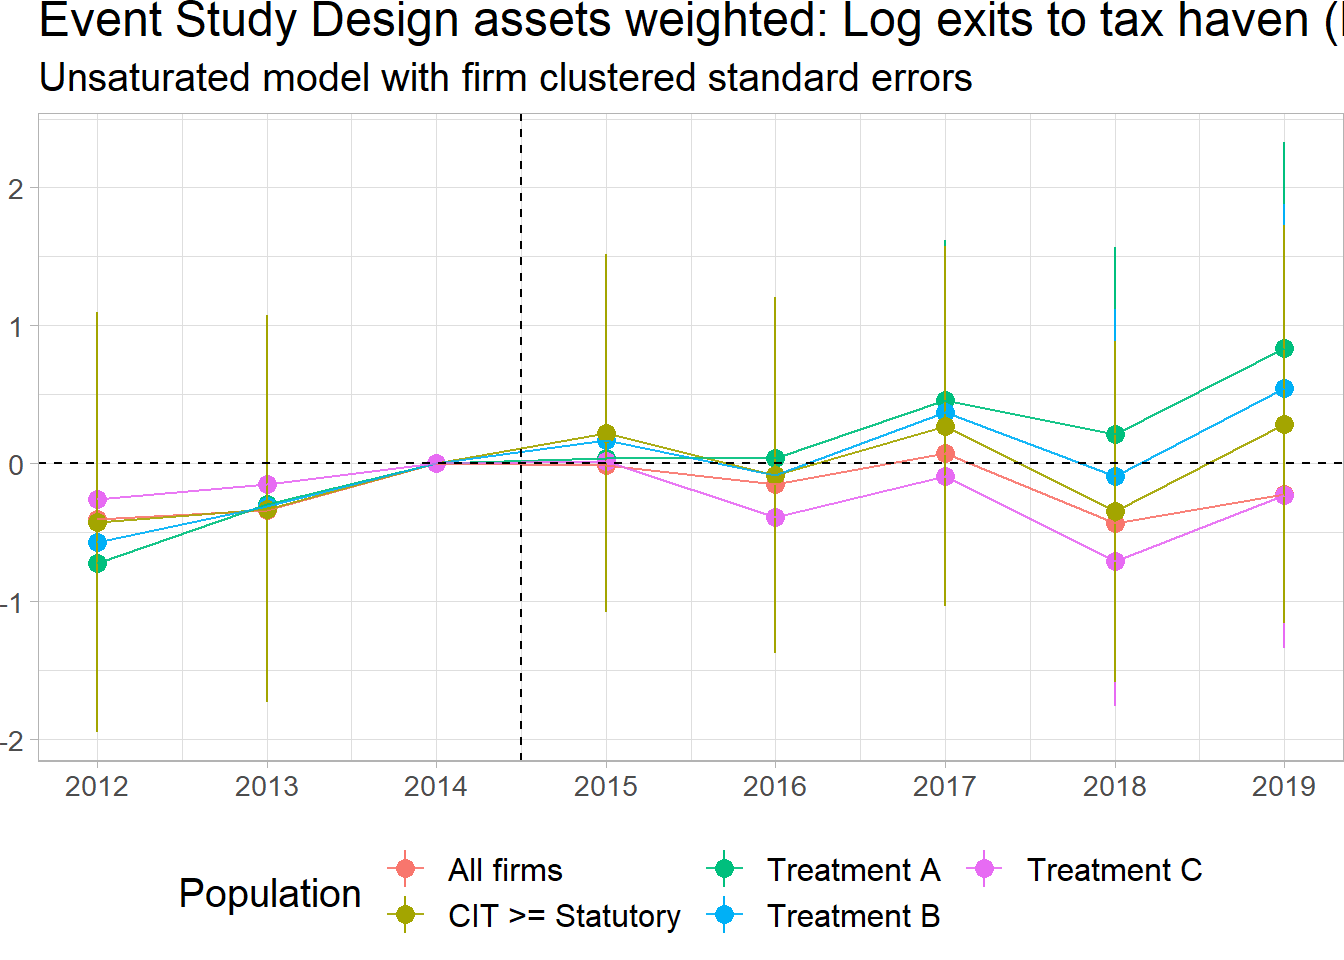 Event Study Design assets weighted: Log exits to tax haven (
Unsaturated model with firm clustered standard errors
2
1
0
-1
-2
2012 2013 2014 2015 2016 2017 2018 2019
Population
All firms Treatment A Treatment C
CIT >= Statutory Treatment B